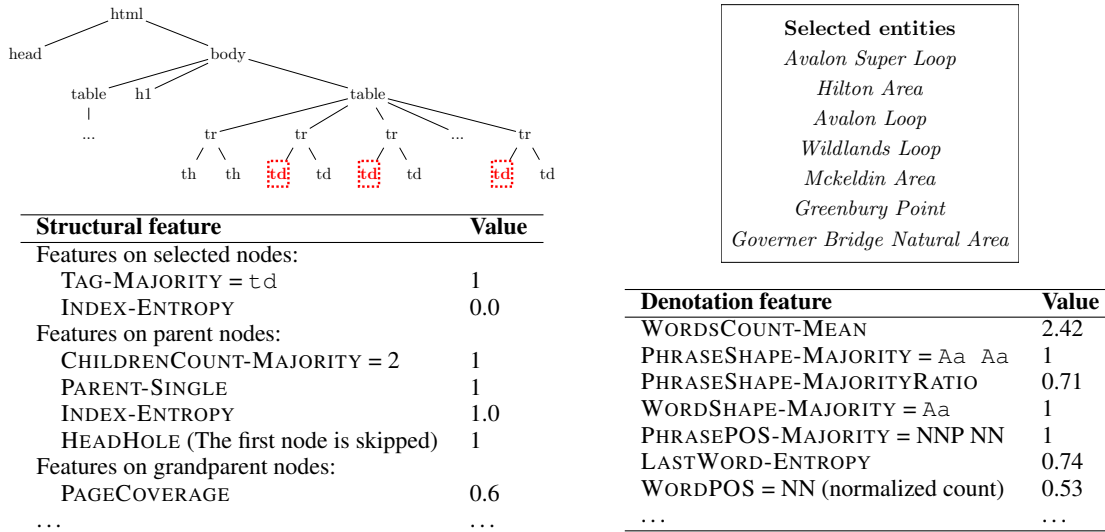 html
head body
table h1 table
... tr tr tr ... tr
th th td td td td td td
Structural feature Value
Features on selected nodes:
TAG-MAJORITY = td 1
INDEX-ENTROPY 0.0
Features on parent nodes:
CHILDRENCOUNT-MAJORITY = 2 1
PARENT-SINGLE 1
INDEX-ENTROPY 1.0
HEADHOLE (The first node is skipped) 1
Features on grandparent nodes:
PAGECOVERAGE 0.6
... ...
Selected entities
Avalon Super Loop
Hilton Area
Avalon Loop
Wildlands Loop
Mckeldin Area
Greenbury Point
Governer Bridge Natural Area
Denotation feature Value
WORDSCOUNT-MEAN 2.42
PHRASESHAPE-MAJORITY = Aa Aa 1
PHRASESHAPE-MAJORITYRATIO 0.71
WORDSHAPE-MAJORITY = Aa 1
PHRASEPOS-MAJORITY = NNP NN 1
LASTWORD-ENTROPY 0.74
WORDPOS = NN (normalized count) 0.53
... ...